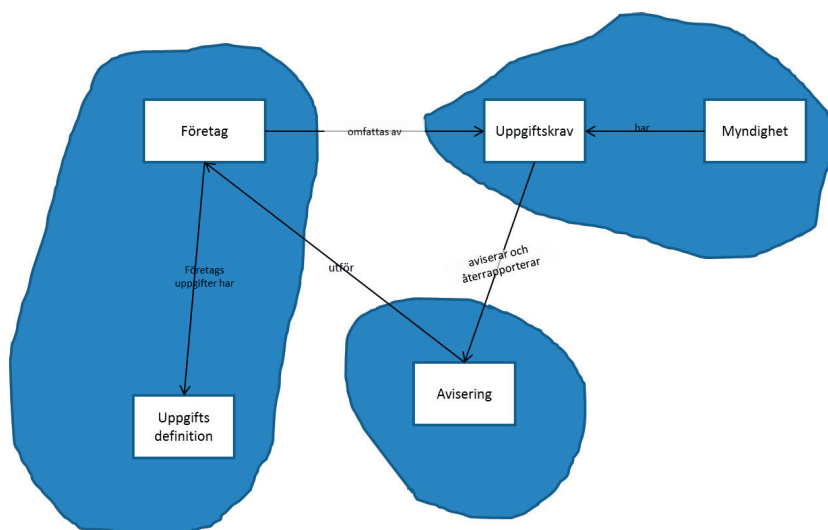 Företag
omfattas av
Uppgiftskrav
har
Myndighet
Företags
uppgifter har
utför
aviserar och
återrapporterar
Avisering
Uppgifts
definition